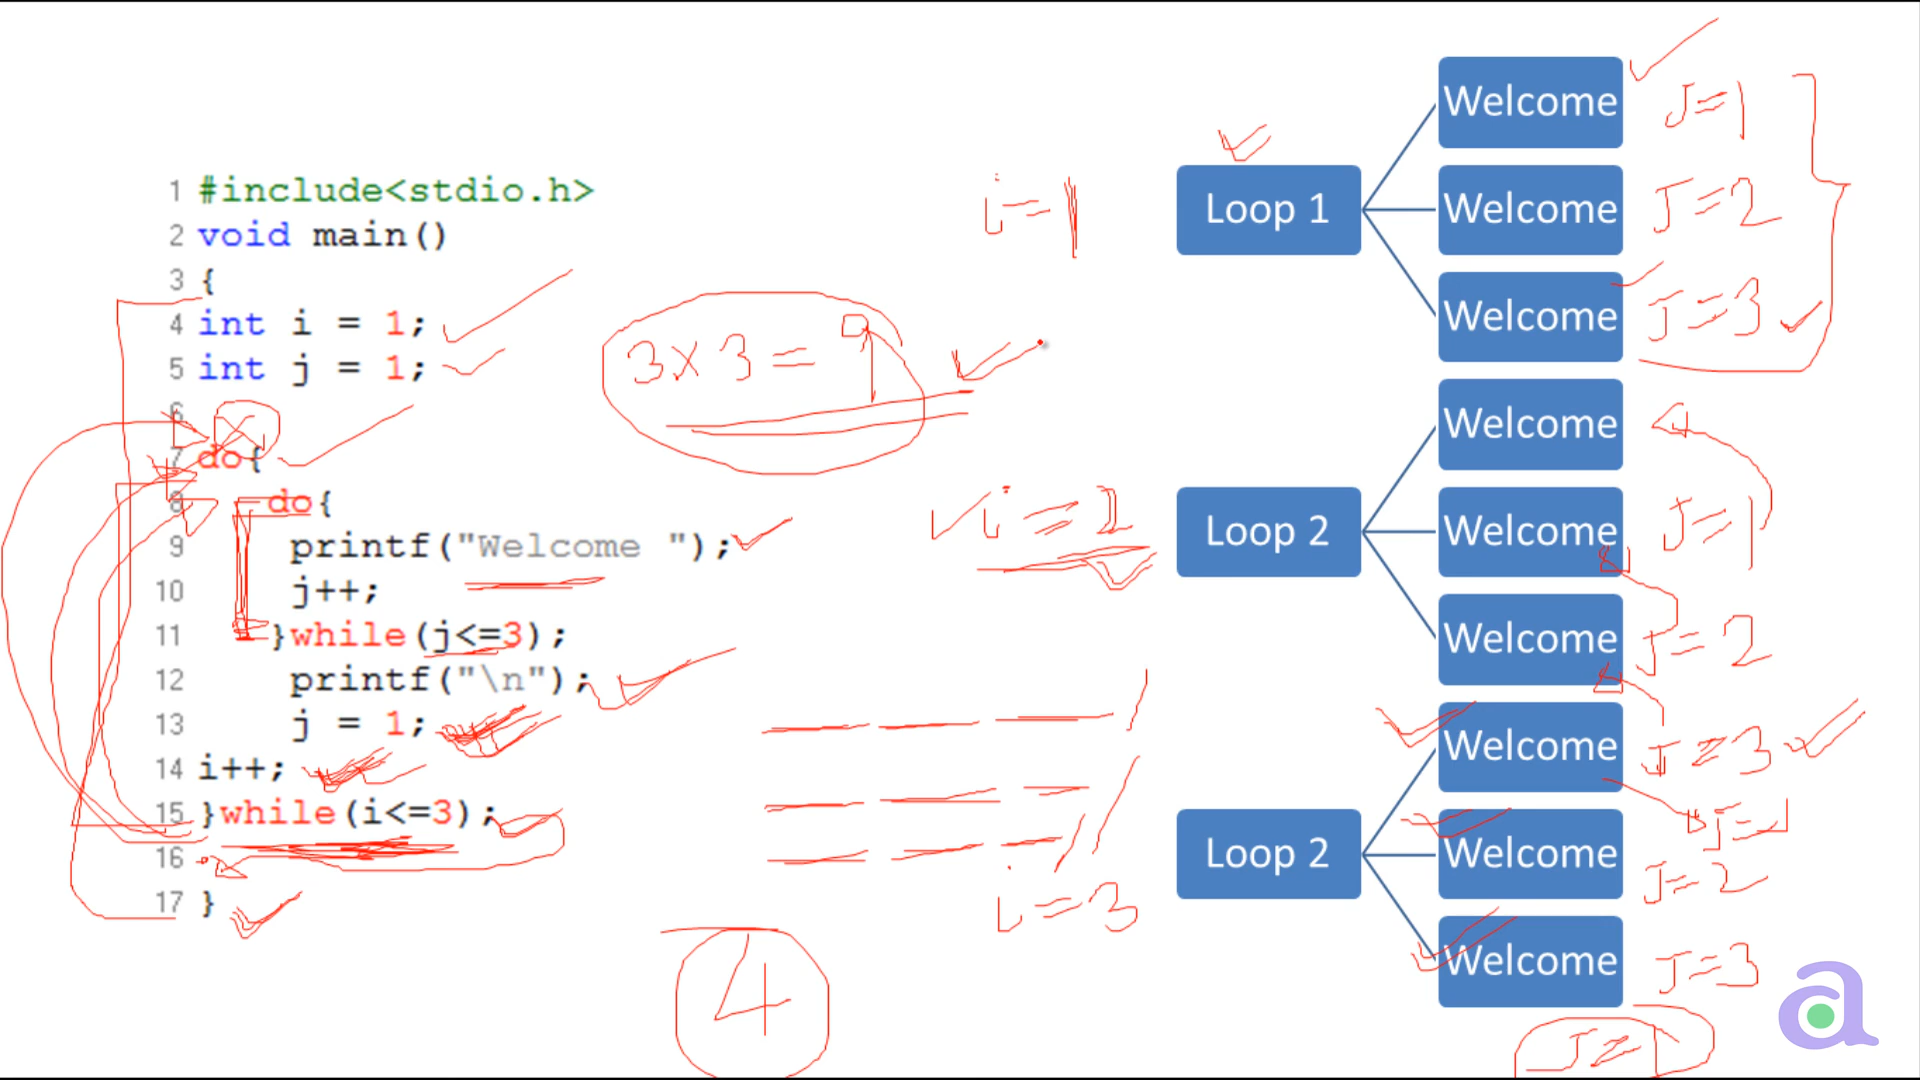 1 #include<stdio.h>
2 void main()
3 {
4 int i = 1;
5 int j = 1;
6
7 do{
8 do{
9 printf("Welcome ");
10 j++;
11 }while(j<=3);
12 printf("\n");
13 j = 1;
14 i++;
15 }while(i<=3);
16
17 }
3x3=9
4
i=1
Loop 1
Welcome J=1
Welcome J=2
Welcome J=3
i=2
Loop 2
Welcome
Welcome J=1
Welcome J=2
i=3
Loop 2
Welcome J=3
j=1
Welcome J=2
Welcome J=3
J=1
a